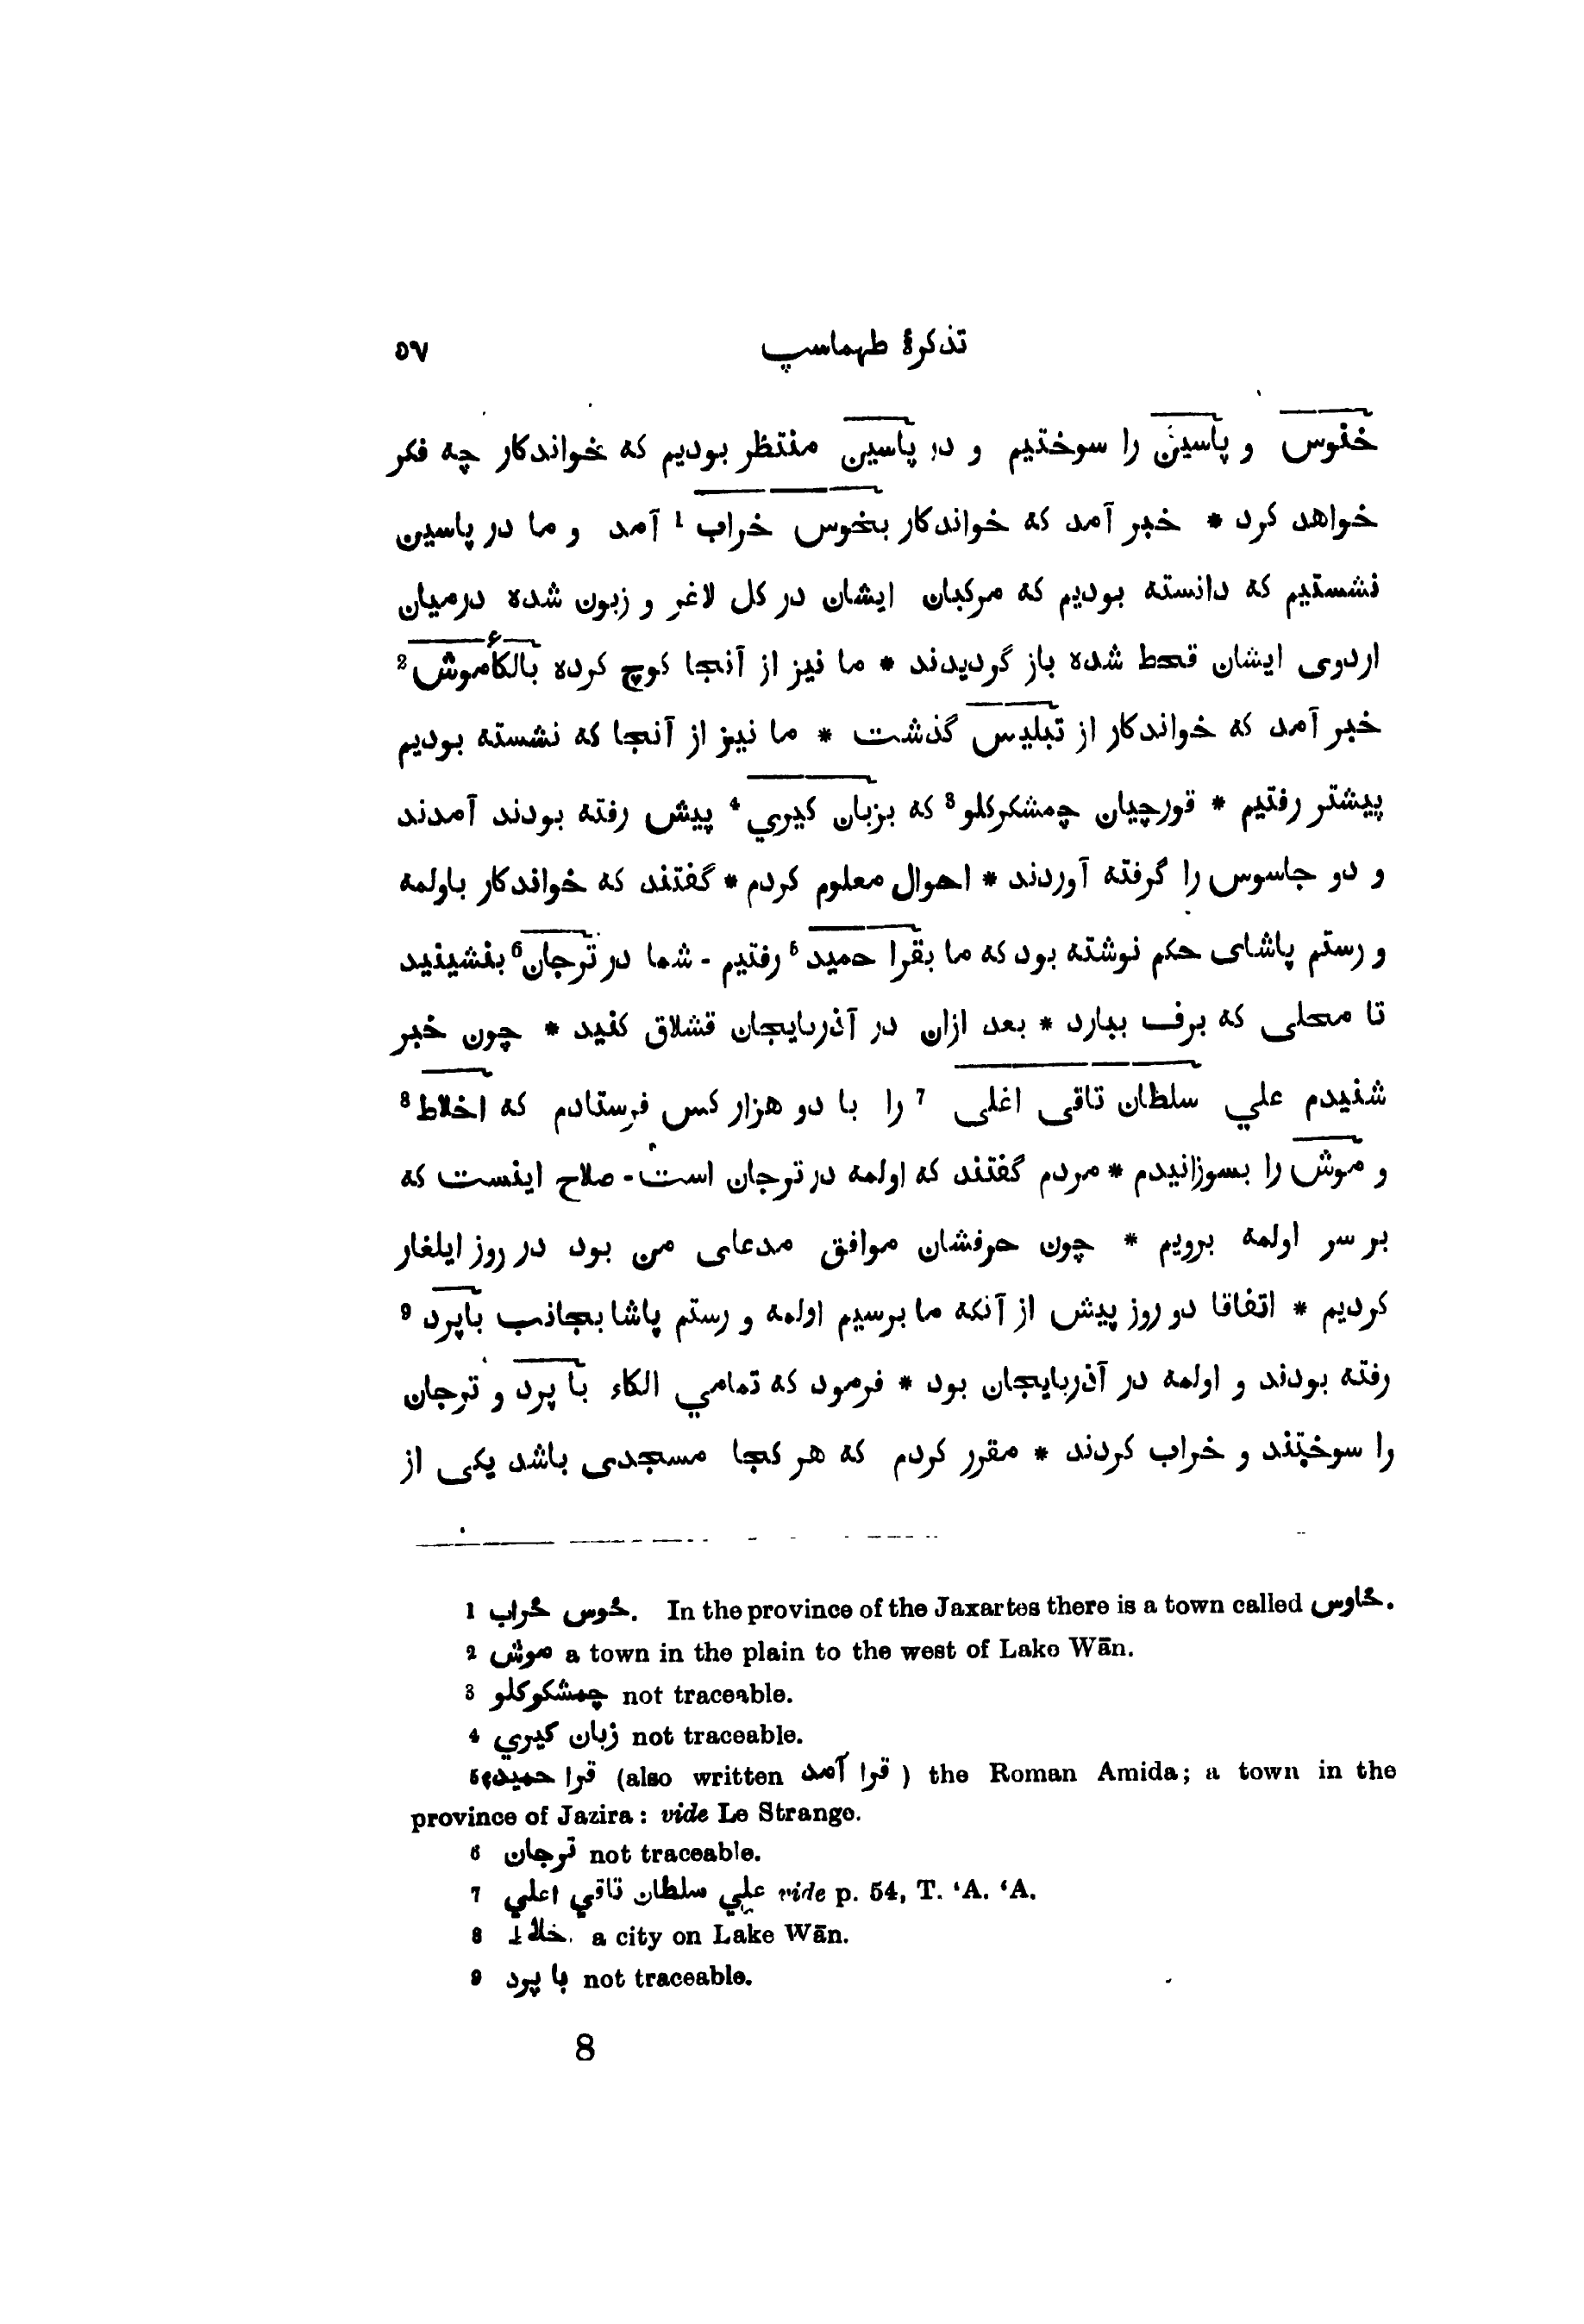 تذکرهٔ طهماسپ ۵۷
خنوس و پاسین را سوختیم و در پاسین منتظر بودیم که خواندکار چه فکر
خواهد کرد * خبر آمد که خواندکار بخوس خراب 1 آمد و ما در پاسین
نشستیم که دانسته بودیم که مرکبان ایشان در کل لاغر و زبون شده درمیان
اردوی ایشان قحط شده باز گردیدند * ما نیز از آنجا کوچ کرده بالکاءموش 2
خبر آمد که خواندکار از تبلیس گذشت * ما نیز از آنجا که نشسته بودیم
پیشتر رفتیم * قورچیان چمشکرکلو 3 که بزبان کیري 4 پیش رفته بودند آمدند
و دو جاسوس را گرفته آوردند * احوال معلوم کردم * گفتند که خواندکار باولمه
و رستم پاشای حکم نوشته بود که ما بقرا حمید 5 رفتیم - شما در ترجان 6 بنشینید
تا محلی که برف ببارد * بعد ازان در آذربایجان قشلاق کنید * چون خبر
شنیدم علي سلطان تاقی اغلی 7 را با دو هزار کس فرستادم که اخلاط 8
و موش را بسوزانیدم * مردم گفتند که اولمه در ترجان است - صلاح اینست که
بر سر اولمه برویم * چون حرفشان موافق مدعای من بود در روز ایلغار
کردیم * اتفاقا دو روز پیش از آنکه ما برسیم اولمه و رستم پاشا بجانب باپرد 9
رفته بودند و اولمه در آذربایجان بود * فرمود که تمامي الکاء با پرد و ترجان
را سوختند و خراب کردند * مقرر کردم که هر کجا مسجدی باشد یکی از
1 خوس خراب. In the province of the Jaxartes there is a town called خاوس.
2 موش a town in the plain to the west of Lake Wān.
3 چمشکوکلو not traceable.
4 زبان کیري not traceable.
5 قرا حمید (also written قرا آمد ) the Roman Amida; a town in the
province of Jazira: vide Le Strange.
6 ترجان not traceable.
7 علي سلطان تاقي اعلي vide p. 54, T. ‘A. ‘A.
8 خلاط a city on Lake Wān.
9 با پرد not traceable.
8